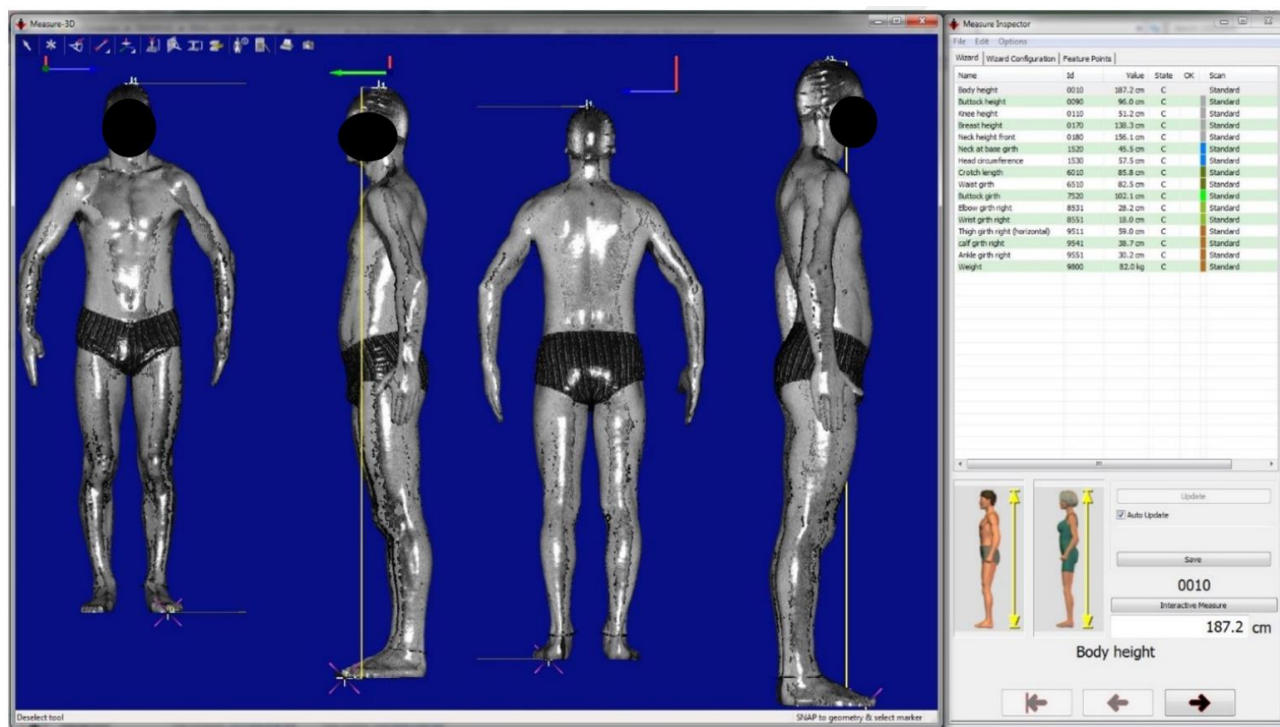 Measure-3D
Deselect tool
SNAP to geometry & select marker
Measure Inspector
File Edit Options
Wizard Wizard Configuration Feature Points
Name Id Value State OK Scan
Body height 0010 187.2 cm C Standard
Buttock height 0090 96.0 cm C Standard
Knee height 0110 51.2 cm C Standard
Breast height 0170 138.3 cm C Standard
Neck height front 0180 156.1 cm C Standard
Neck at base girth 1520 45.5 cm C Standard
Head circumference 1530 57.5 cm C Standard
Crotch length 6010 85.8 cm C Standard
Waist girth 6510 82.5 cm C Standard
Buttock girth 7520 102.1 cm C Standard
Elbow girth right 8531 28.2 cm C Standard
Wrist girth right 8551 18.0 cm C Standard
Thigh girth right (horizontal) 9511 59.0 cm C Standard
calf girth right 9541 38.7 cm C Standard
Ankle girth right 9551 30.2 cm C Standard
Weight 9800 82.0 kg C Standard
Update
Auto Update
Save
0010
Interactive Measure
187.2 cm
Body height